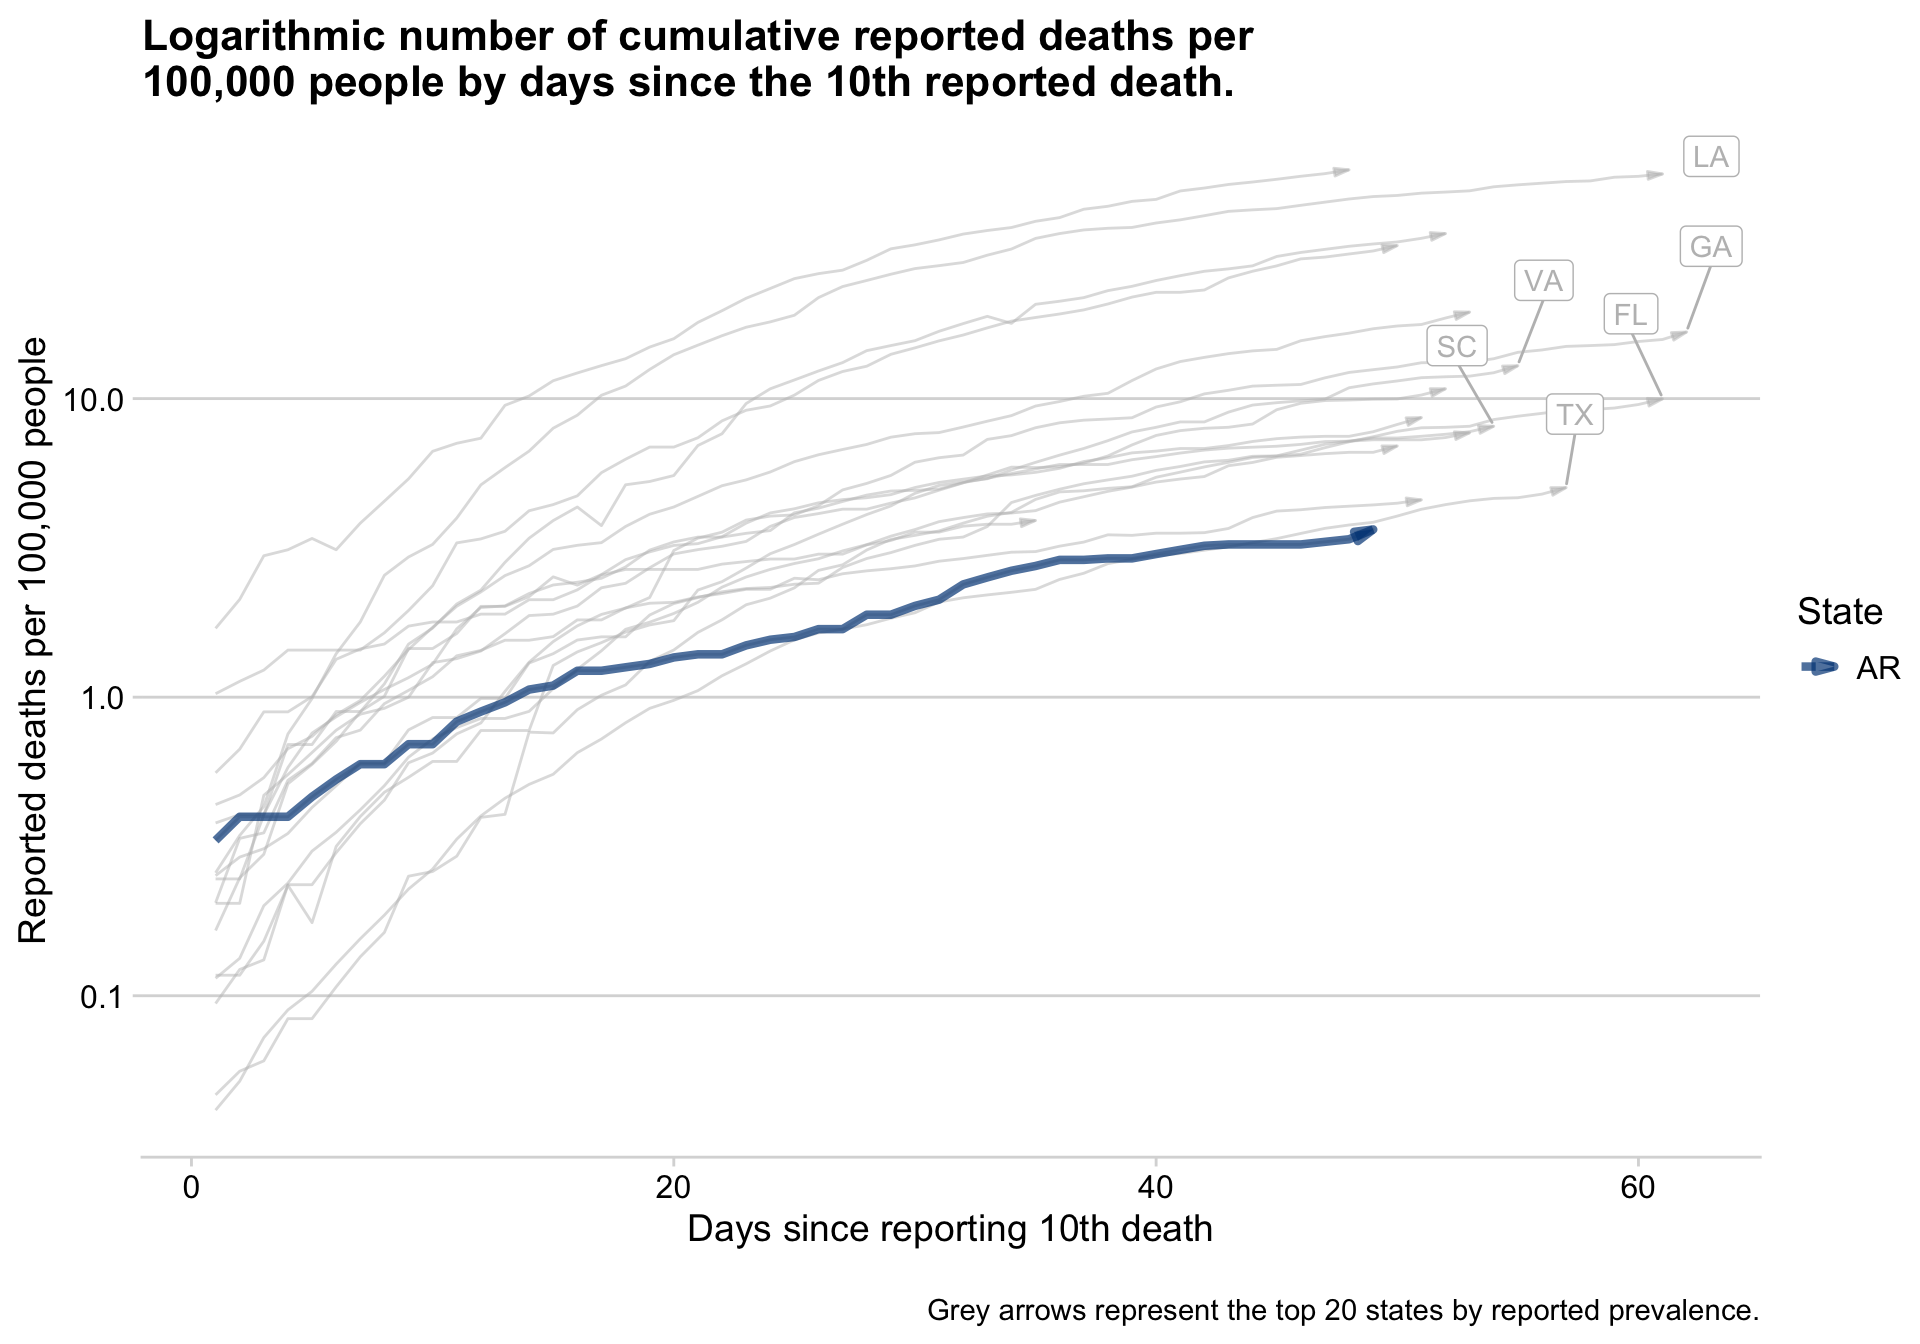 Logarithmic number of cumulative reported deaths per
100,000 people by days since the 10th reported death.
Reported deaths per 100,000 people
10.0
1.0
0.1
LA
GA
VA
FL
SC
TX
State
AR
0
20
40
60
Days since reporting 10th death
Grey arrows represent the top 20 states by reported prevalence.